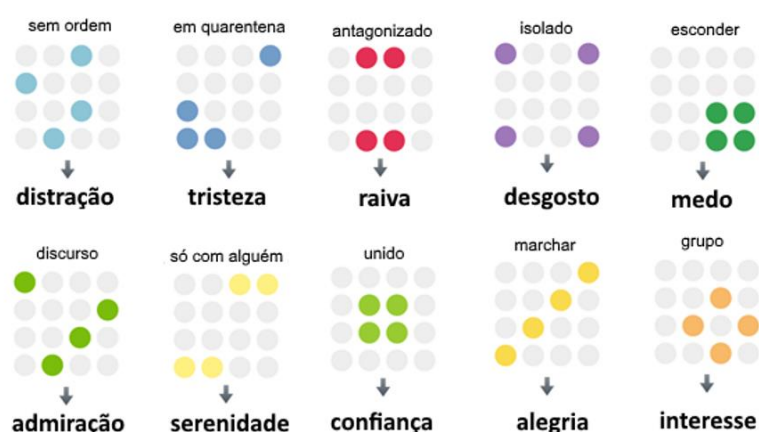 sem ordem
em quarentena
antagonizado
isolado
esconder
distração
tristeza
raiva
desgosto
medo
discurso
só com alguém
unido
marchar
grupo
admiração
serenidade
confiança
alegria
interesse